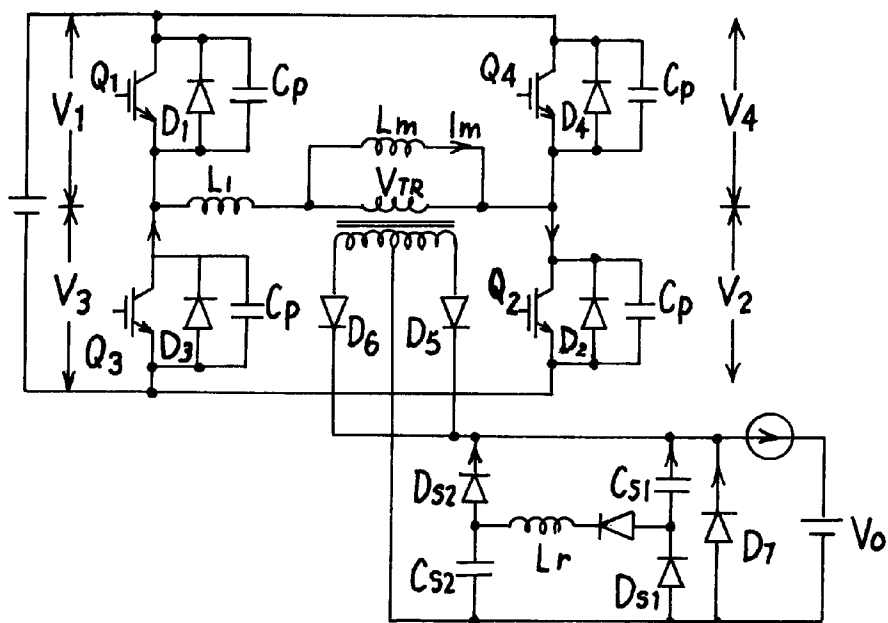 Q1
D1
Cp
Q4
D4
Cp
V1
V4
Lm
Im
L1
VTR
V3
V2
Q3
D3
Cp
D6
D5
Q2
D2
Cp
DS2
CS1
Lr
CS2
DS1
D7
Vo